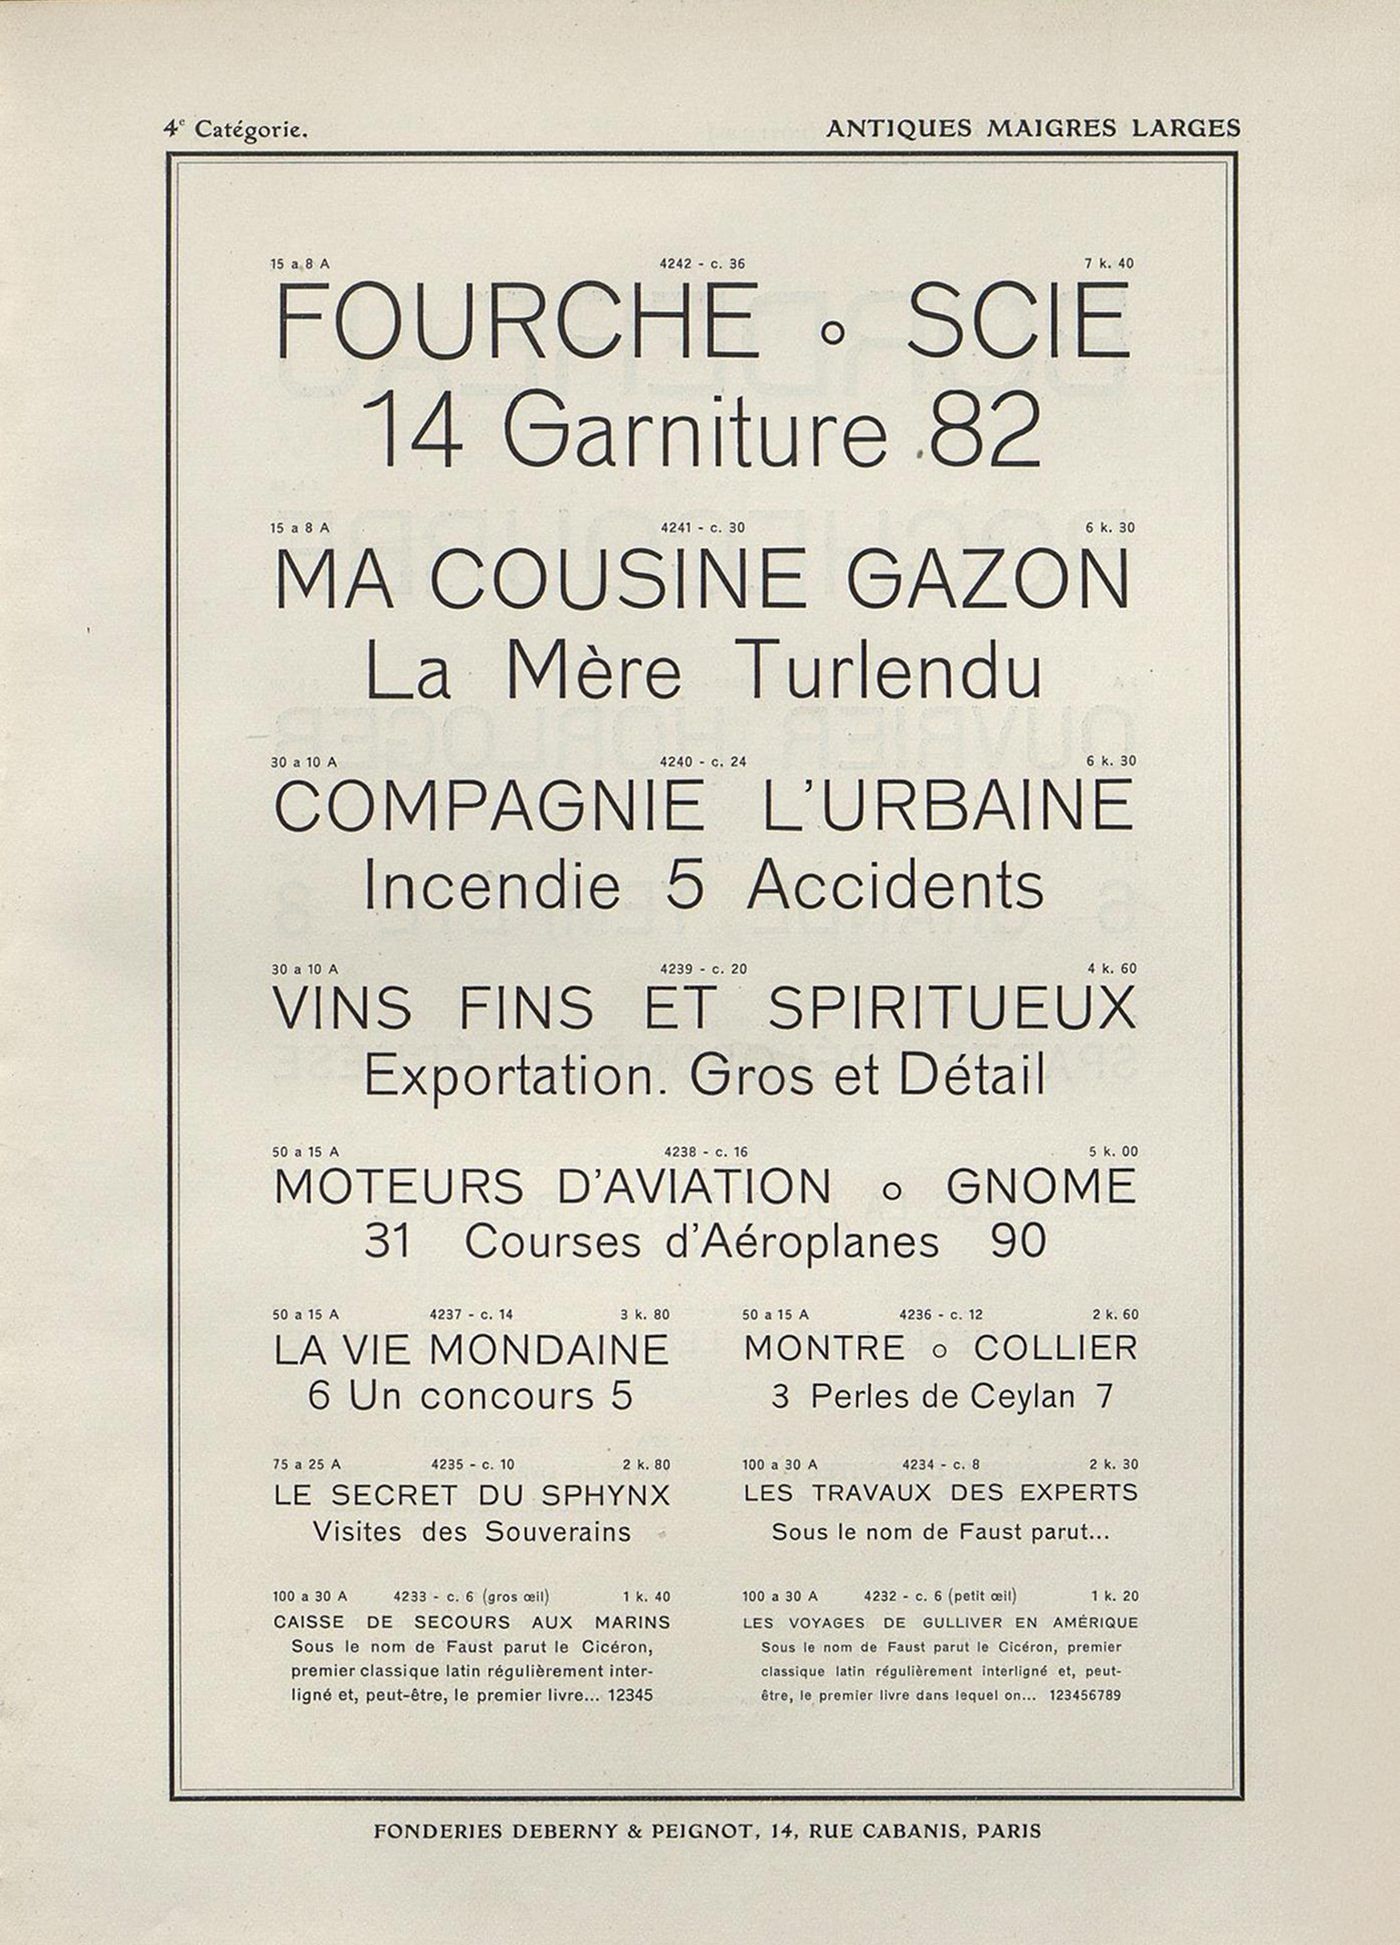 4e Catégorie.
ANTIQUES MAIGRES LARGES
15 a 8 A 4242 - c. 36 7 k. 40
FOURCHE o SCIE
14 Garniture 82
15 a 8 A 4241 - c. 30 6 k. 30
MA COUSINE GAZON
La Mère Turlendu
30 a 10 A 4240 - c. 24 6 k. 30
COMPAGNIE L’URBAINE
Incendie 5 Accidents
30 a 10 A 4239 - c. 20 4 k. 60
VINS FINS ET SPIRITUEUX
Exportation. Gros et Détail
50 a 15 A 4238 - c. 16 5 k. 00
MOTEURS D’AVIATION o GNOME
31 Courses d’Aéroplanes 90
50 a 15 A 4237 - c. 14 3 k. 80
LA VIE MONDAINE
6 Un concours 5
50 a 15 A 4236 - c. 12 2 k. 60
MONTRE o COLLIER
3 Perles de Ceylan 7
75 a 25 A 4235 - c. 10 2 k. 80
LE SECRET DU SPHYNX
Visites des Souverains
100 a 30 A 4234 - c. 8 2 k. 30
LES TRAVAUX DES EXPERTS
Sous le nom de Faust parut...
100 a 30 A 4233 - c. 6 (gros œil) 1 k. 40
CAISSE DE SECOURS AUX MARINS
Sous le nom de Faust parut le Cicéron,
premier classique latin régulièrement inter-
ligné et, peut-être, le premier livre... 12345
100 a 30 A 4232 - c. 6 (petit œil) 1 k. 20
LES VOYAGES DE GULLIVER EN AMÉRIQUE
Sous le nom de Faust parut le Cicéron, premier
classique latin régulièrement interligné et, peut-
être, le premier livre dans lequel on... 123456789
FONDERIES DEBERNY & PEIGNOT, 14, RUE CABANIS, PARIS